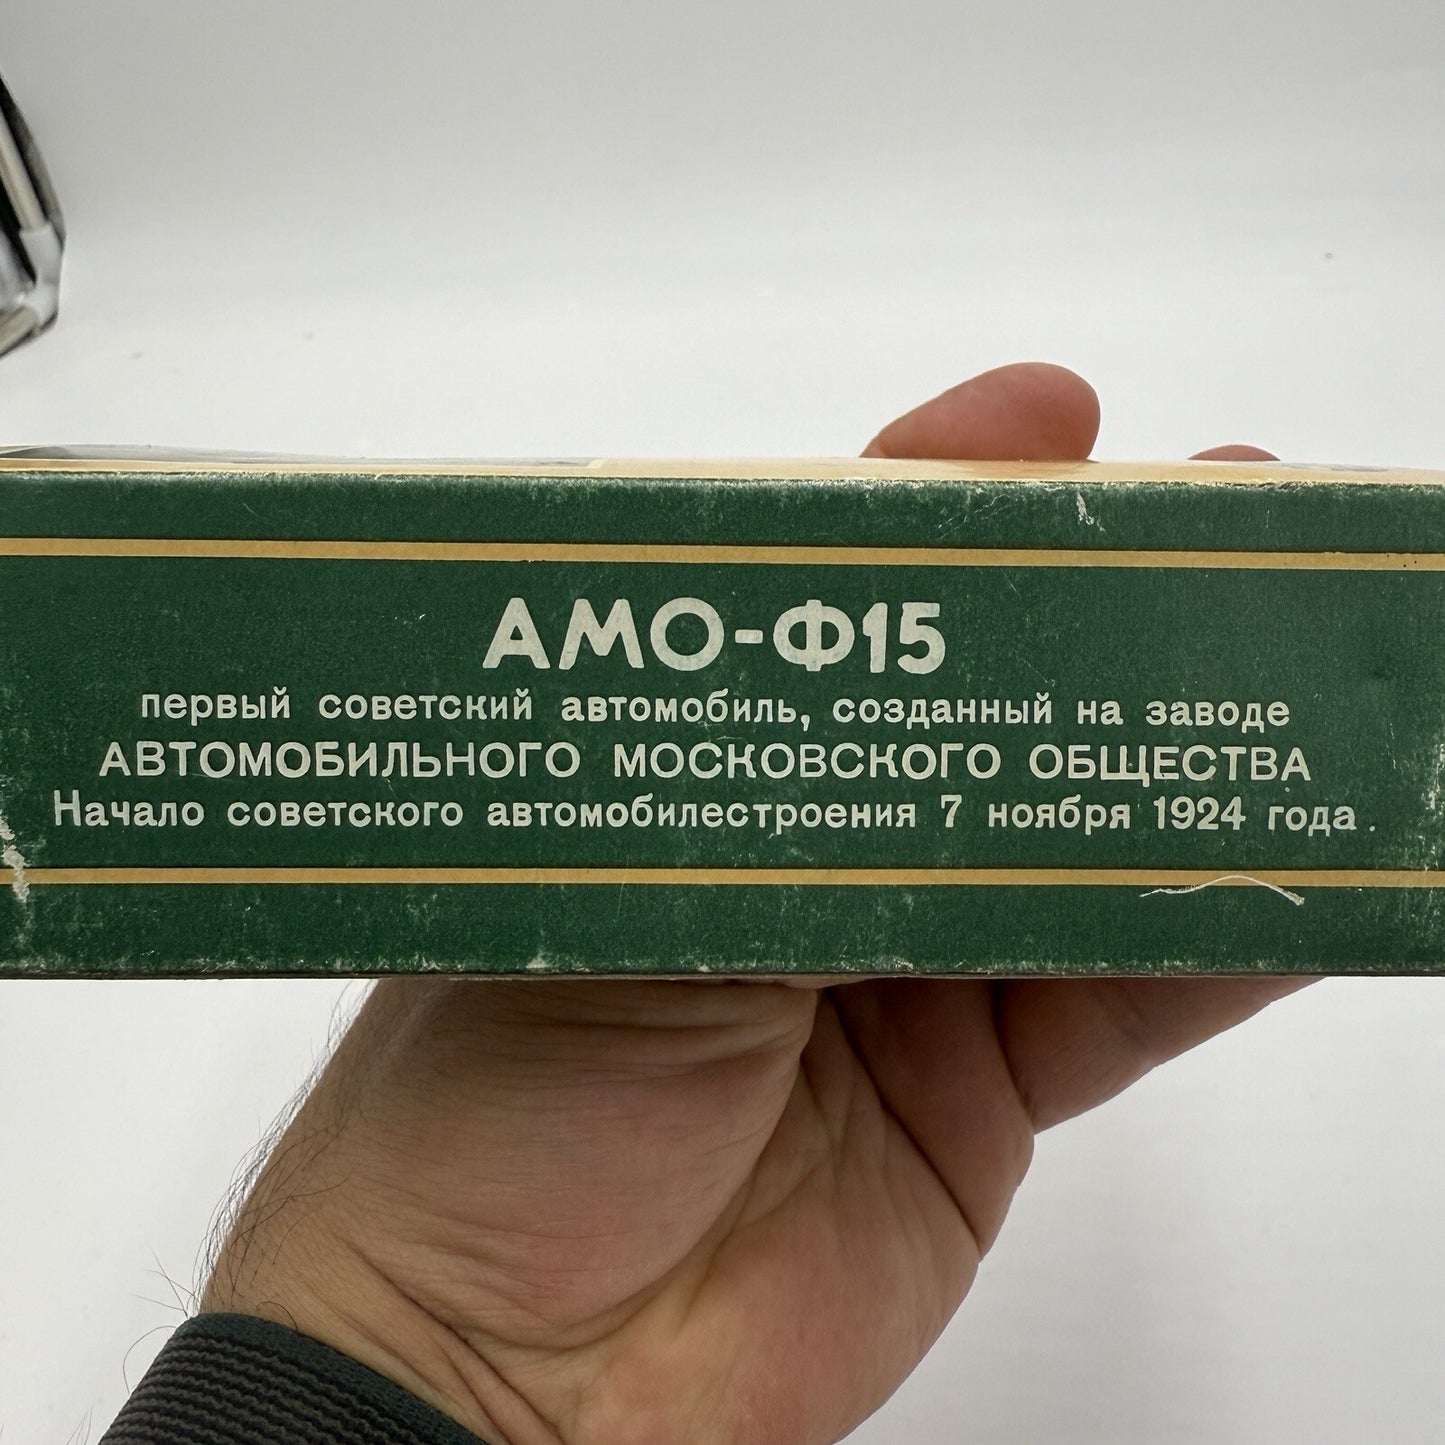 АМО-Ф15
первый советский автомобиль, созданный на заводе
АВТОМОБИЛЬНОГО МОСКОВСКОГО ОБЩЕСТВА
Начало советского автомобилестроения 7 ноября 1924 года.